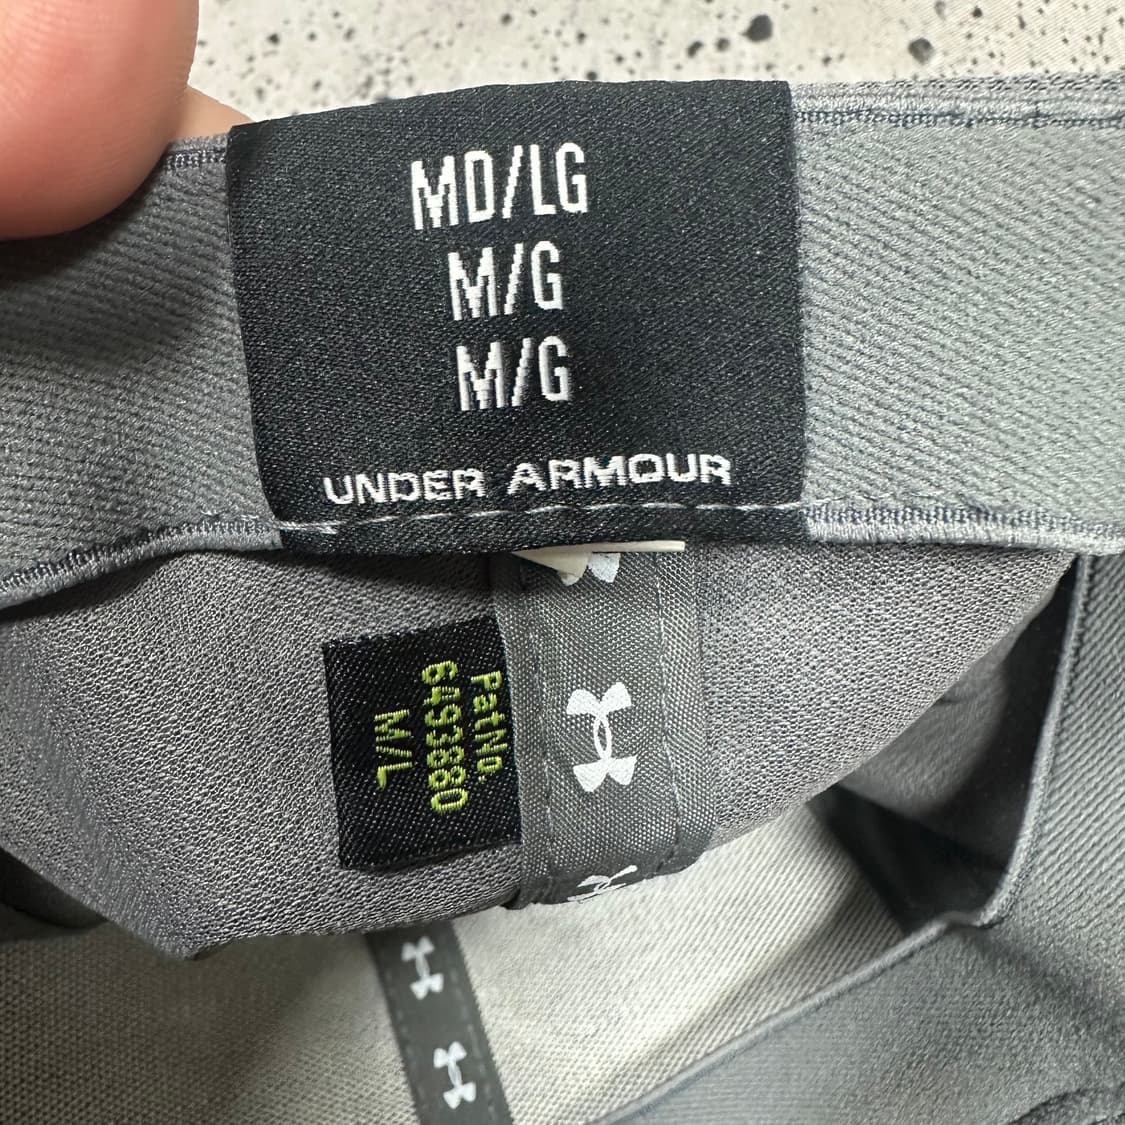 MD/LG
M/G
M/G
UNDER ARMOUR
PatNo.
6493880
M/L